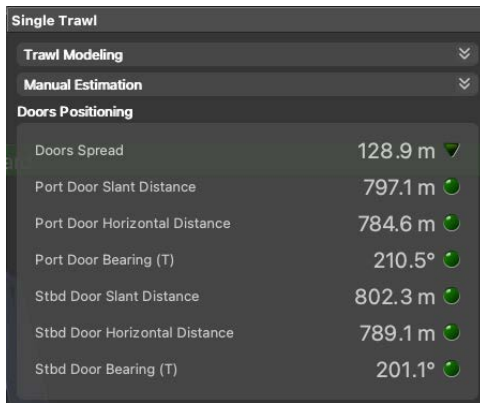 Single Trawl
Trawl Modeling
Manual Estimation
Doors Positioning
Doors Spread 128.9 m
Port Door Slant Distance 797.1 m
Port Door Horizontal Distance 784.6 m
Port Door Bearing (T) 210.5°
Stbd Door Slant Distance 802.3 m
Stbd Door Horizontal Distance 789.1 m
Stbd Door Bearing (T) 201.1°